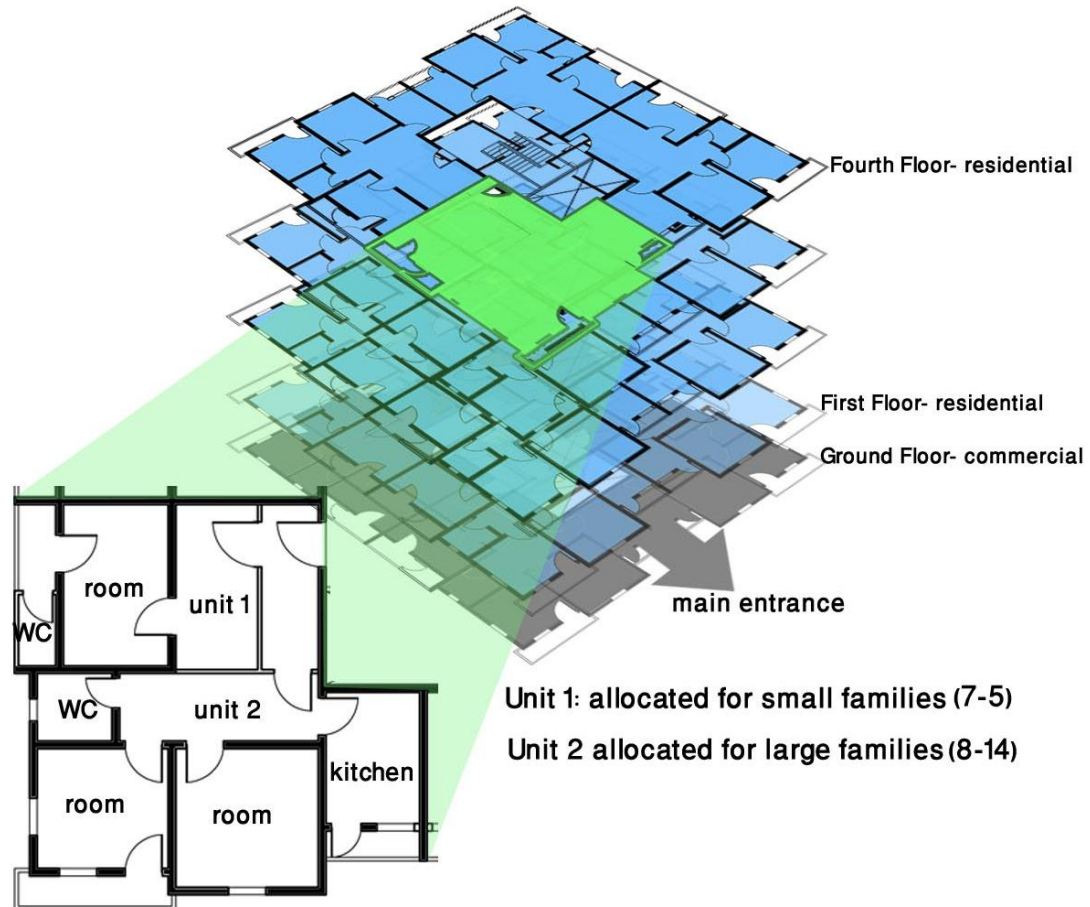 Fourth Floor- residential
First Floor- residential
Ground Floor- commercial
main entrance
room
unit 1
WC
WC
unit 2
kitchen
room
room
Unit 1: allocated for small families (7-5)
Unit 2 allocated for large families (8-14)